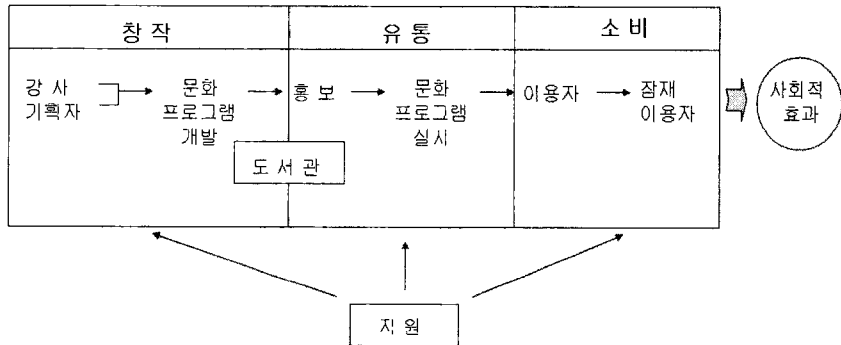 창 작
유 통
소 비
강 사
기획자
문화
프로그램
개발
홍 보
문화
프로그램
실시
이용자
잠재
이용자
사회적
효과
도 서 관
지 원